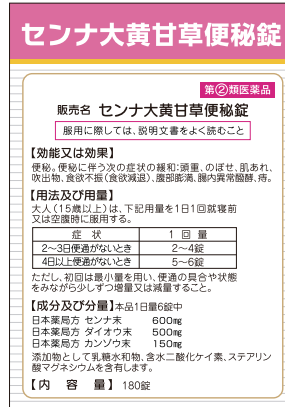 センナ大黄甘草便秘錠
第②類医薬品
販売名 センナ大黄甘草便秘錠
服用に際しては、説明文書をよく読むこと
【効能又は効果】
便秘。便秘に伴う次の症状の緩和:頭重、のぼせ、肌あれ、
吹出物、食欲不振(食欲減退)、腹部膨満、腸内異常醗酵、痔。
【用法及び用量】
大人(15歳以上)は、下記用量を1日1回就寝前
又は空腹時に服用する。
症 状 1 回 量
2〜3日便通がないとき 2〜4錠
4日以上便通がないとき 5〜6錠
ただし、初回は最小量を用い、便通の具合や状態
をみながら少しずつ増量又は減量すること。
【成分及び分量】本品1日量6錠中
日本薬局方 センナ末 600mg
日本薬局方 ダイオウ末 500mg
日本薬局方 カンゾウ末 150mg
添加物として乳糖水和物、含水二酸化ケイ素、ステアリン
酸マグネシウムを含有します。
【内 容 量】 180錠